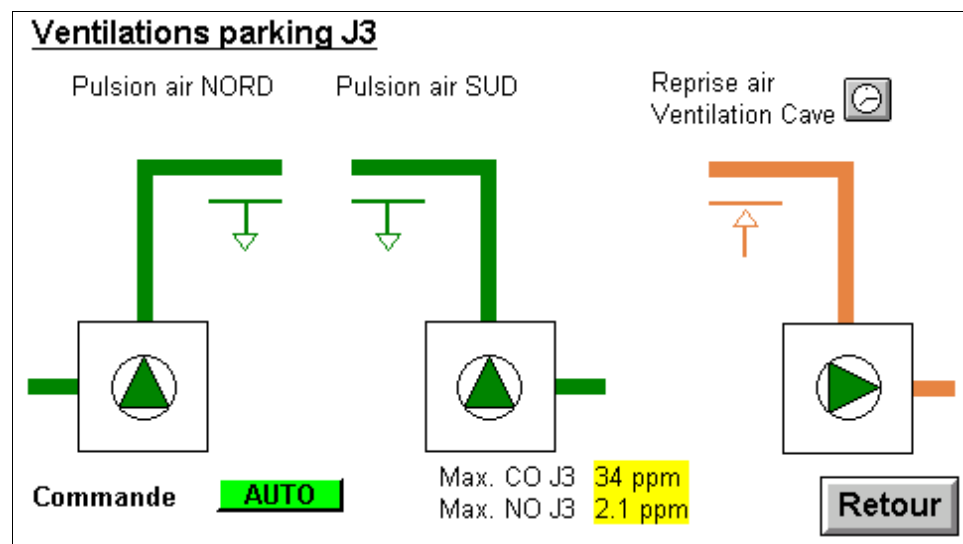 Ventilations parking J3
Pulsion air NORD
Pulsion air SUD
Reprise air
Ventilation Cave
Commande
AUTO
Max. CO J3 34 ppm
Max. NO J3 2.1 ppm
Retour